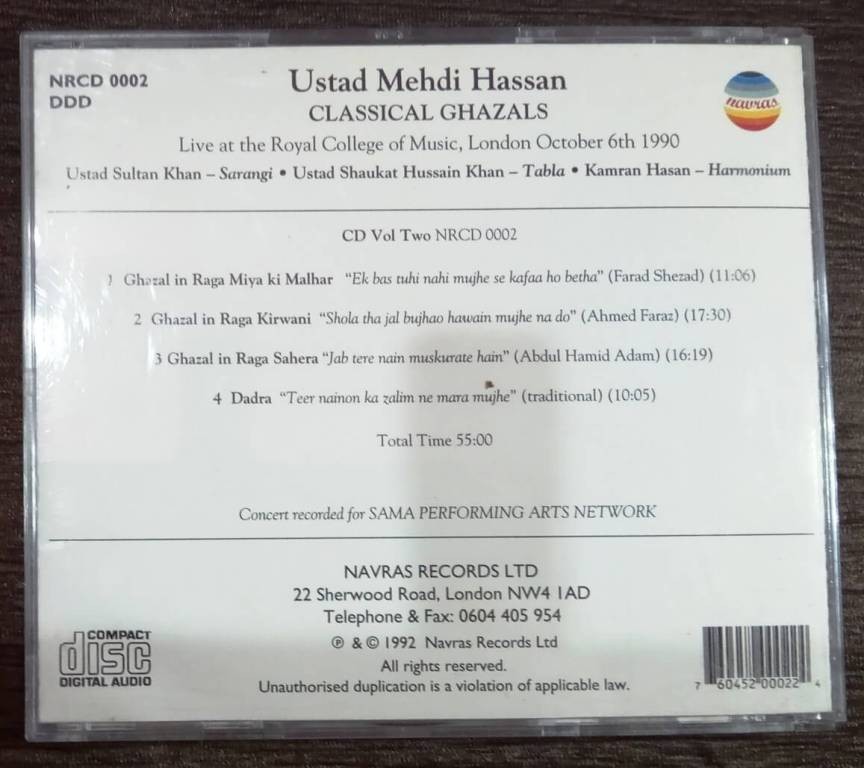 NRCD 0002
DDD
Ustad Mehdi Hassan
CLASSICAL GHAZALS
navras
Live at the Royal College of Music, London October 6th 1990
Ustad Sultan Khan – Sarangi • Ustad Shaukat Hussain Khan – Tabla • Kamran Hasan – Harmonium
CD Vol Two NRCD 0002
1 Ghazal in Raga Miya ki Malhar “Ek bas tuhi nahi mujhe se kafaa ho betha” (Farad Shezad) (11:06)
2 Ghazal in Raga Kirwani “Shola tha jal bujhao hawain mujhe na do” (Ahmed Faraz) (17:30)
3 Ghazal in Raga Sahera “Jab tere nain muskurate hain” (Abdul Hamid Adam) (16:19)
4 Dadra “Teer nainon ka zalim ne mara mujhe” (traditional) (10:05)
Total Time 55:00
Concert recorded for SAMA PERFORMING ARTS NETWORK
NAVRAS RECORDS LTD
22 Sherwood Road, London NW4 1AD
Telephone & Fax: 0604 405 954
℗ & © 1992 Navras Records Ltd
All rights reserved.
Unauthorised duplication is a violation of applicable law.
COMPACT
disc
DIGITAL AUDIO
7 60452 00022 4